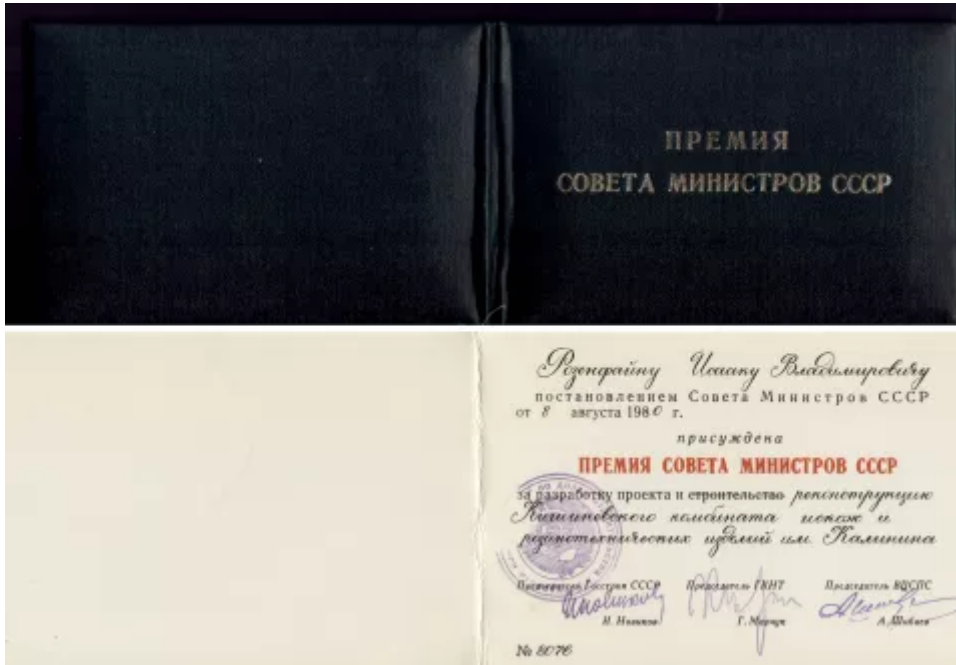 ПРЕМИЯ
СОВЕТА МИНИСТРОВ СССР
Розенфайну Исааку Владимировичу
постановлением Совета Министров СССР
от 8 августа 1980 г.
присуждена
ПРЕМИЯ СОВЕТА МИНИСТРОВ СССР
за разработку проекта и строительство реконструкцию
Кишиневского комбината искож и
резинотехнических изделий им. Калинина
Председатель Госстроя СССР Председатель ГКНТ Председатель ВЦСПС
И. Новиков Г. Марчук А. Шибаев
№ 8076